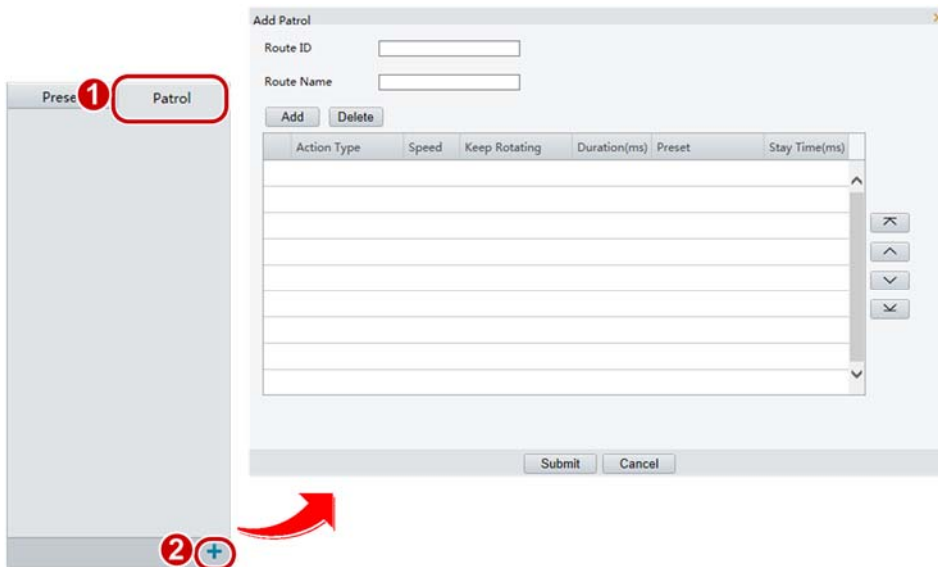 Add Patrol
Route ID
Route Name
Add Delete
Action Type Speed Keep Rotating Duration(ms) Preset Stay Time(ms)
Submit Cancel
1
Prese Patrol
2 +